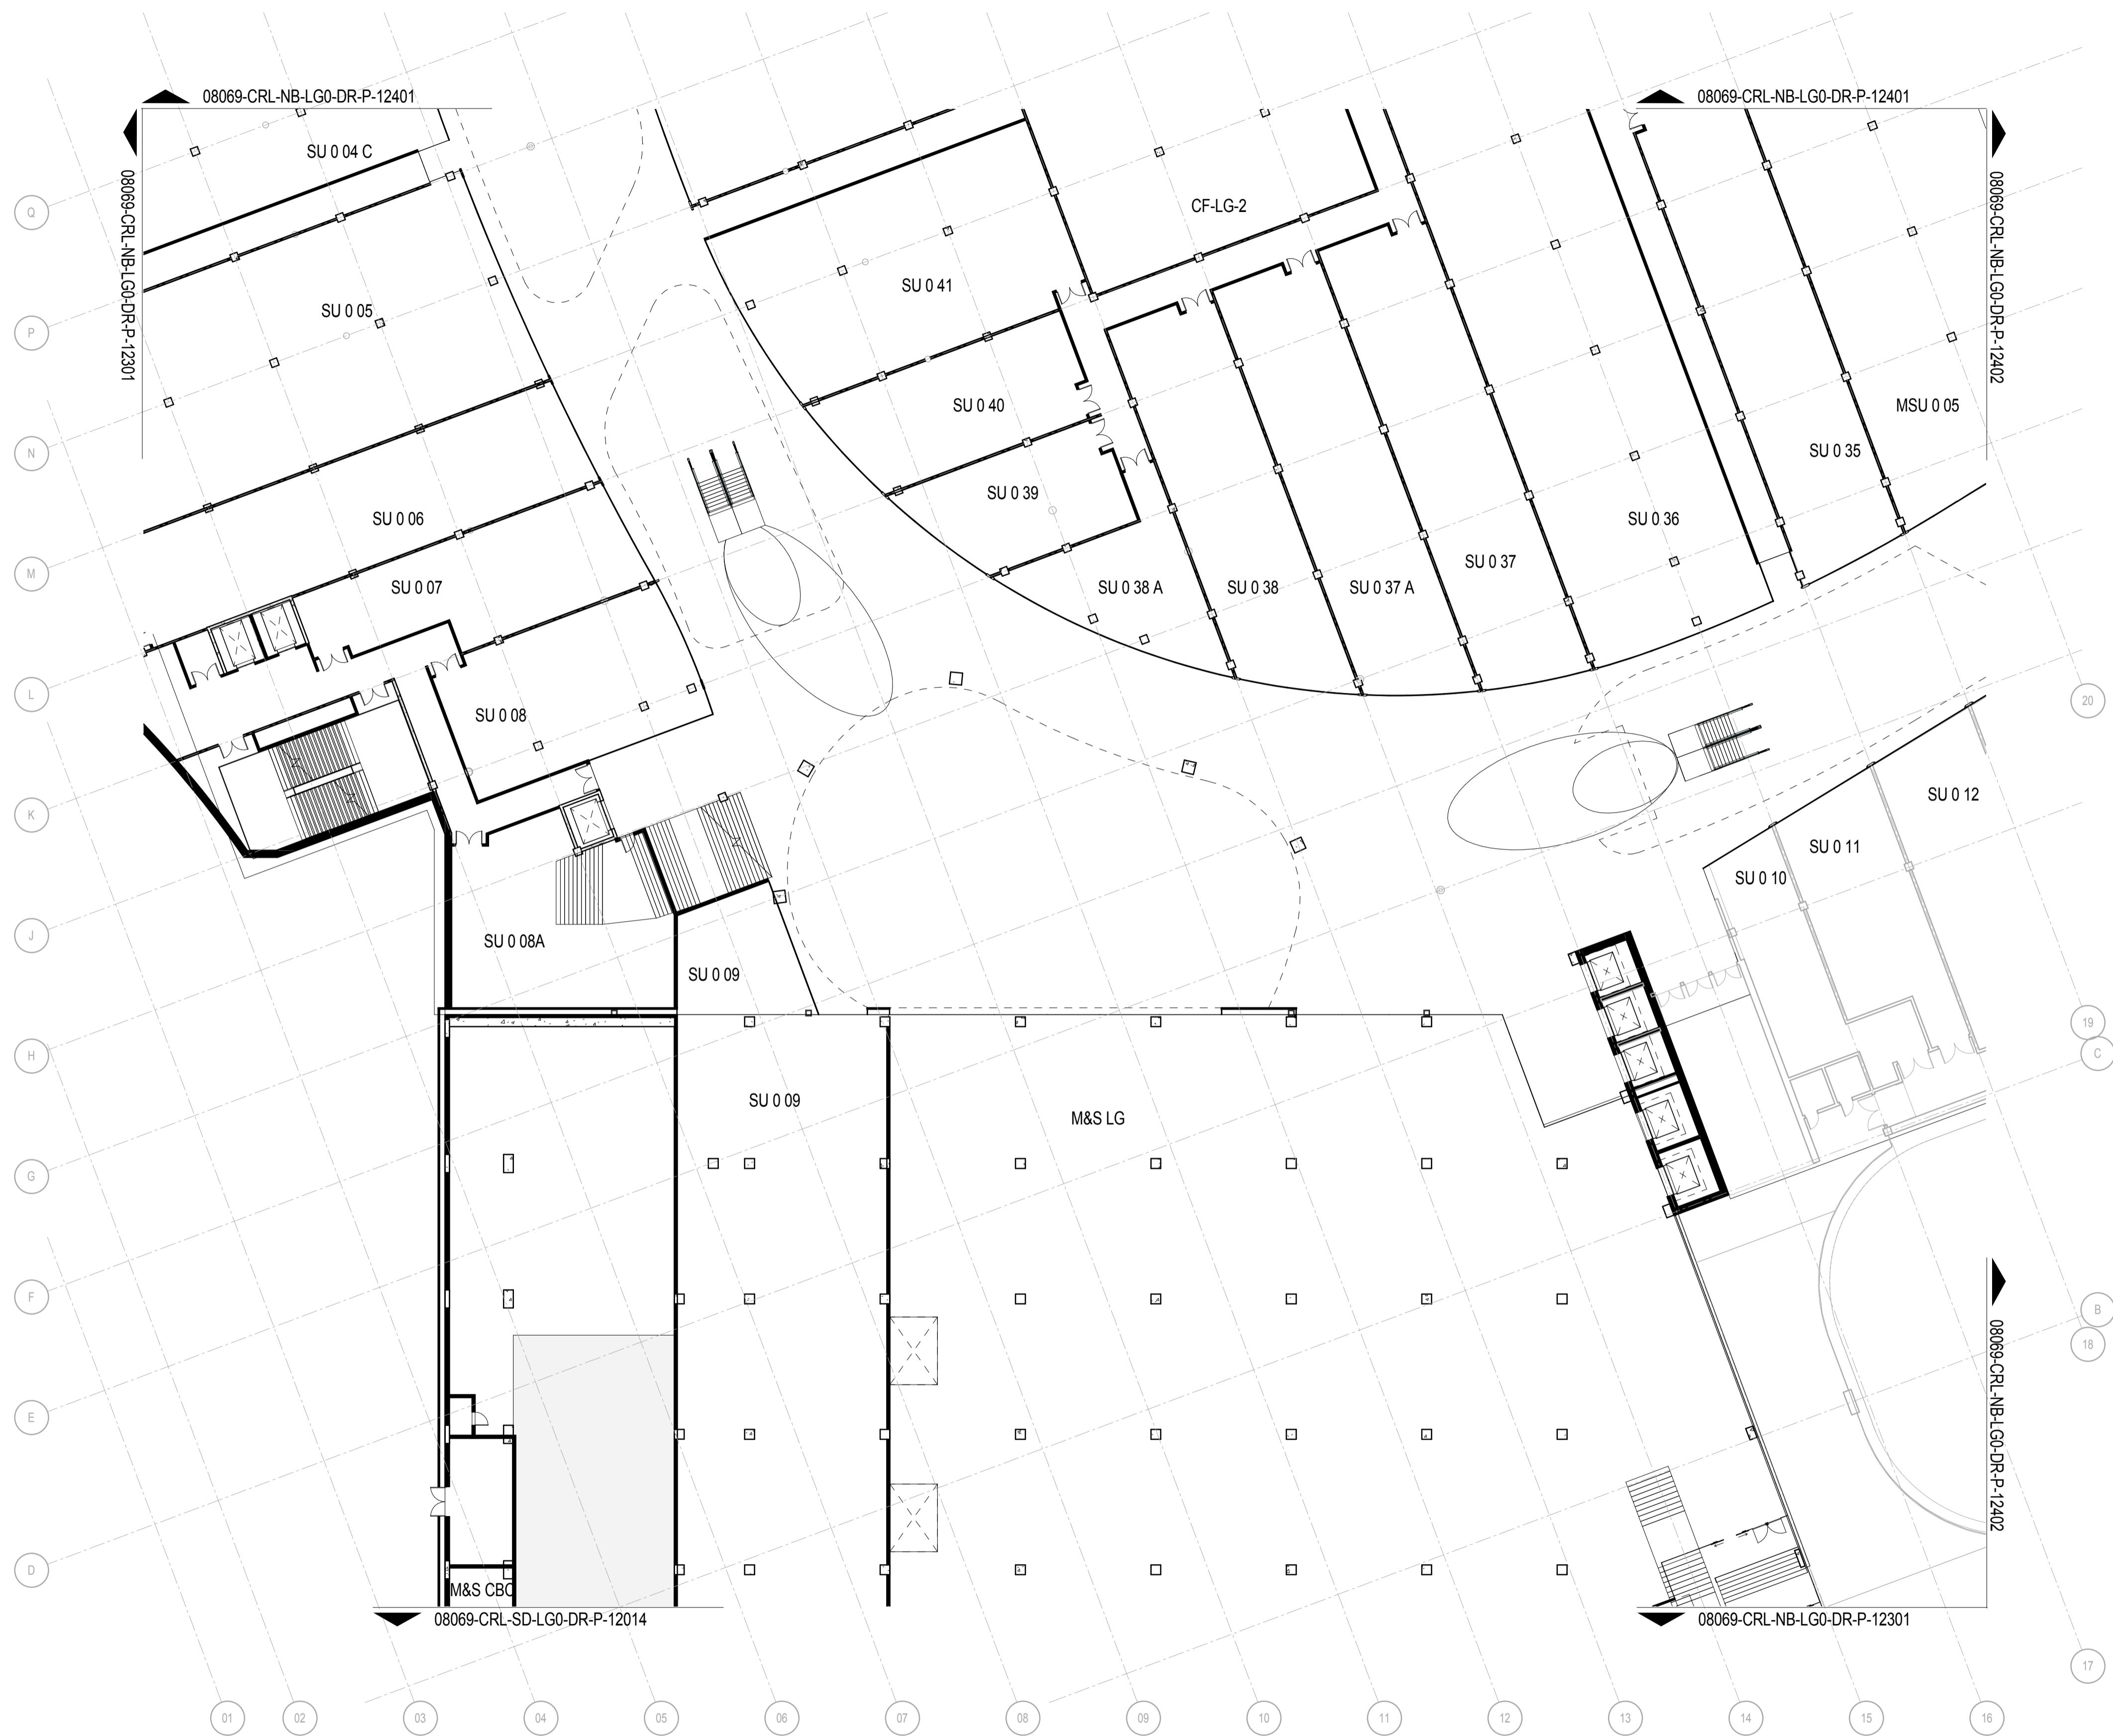 08069-CRL-NB-LG0-DR-P-12401
08069-CRL-NB-LG0-DR-P-12401
08069-CRL-NB-LG0-DR-P-12301
08069-CRL-NB-LG0-DR-P-12402
SU 0 04 C
CF-LG-2
Q
SU 0 41
SU 0 05
P
SU 0 40
MSU 0 05
N
SU 0 35
SU 0 39
SU 0 06
SU 0 36
M
SU 0 37
SU 0 07
SU 0 38 A
SU 0 38
SU 0 37 A
L
20
SU 0 08
SU 0 12
K
SU 0 11
SU 0 10
J
SU 0 08A
SU 0 09
19
H
C
SU 0 09
M&S LG
G
F
B
18
08069-CRL-NB-LG0-DR-P-12402
E
D
M&S CBC
08069-CRL-SD-LG0-DR-P-12014
08069-CRL-NB-LG0-DR-P-12301
17
01
02
03
04
05
06
07
08
09
10
11
12
13
14
15
16